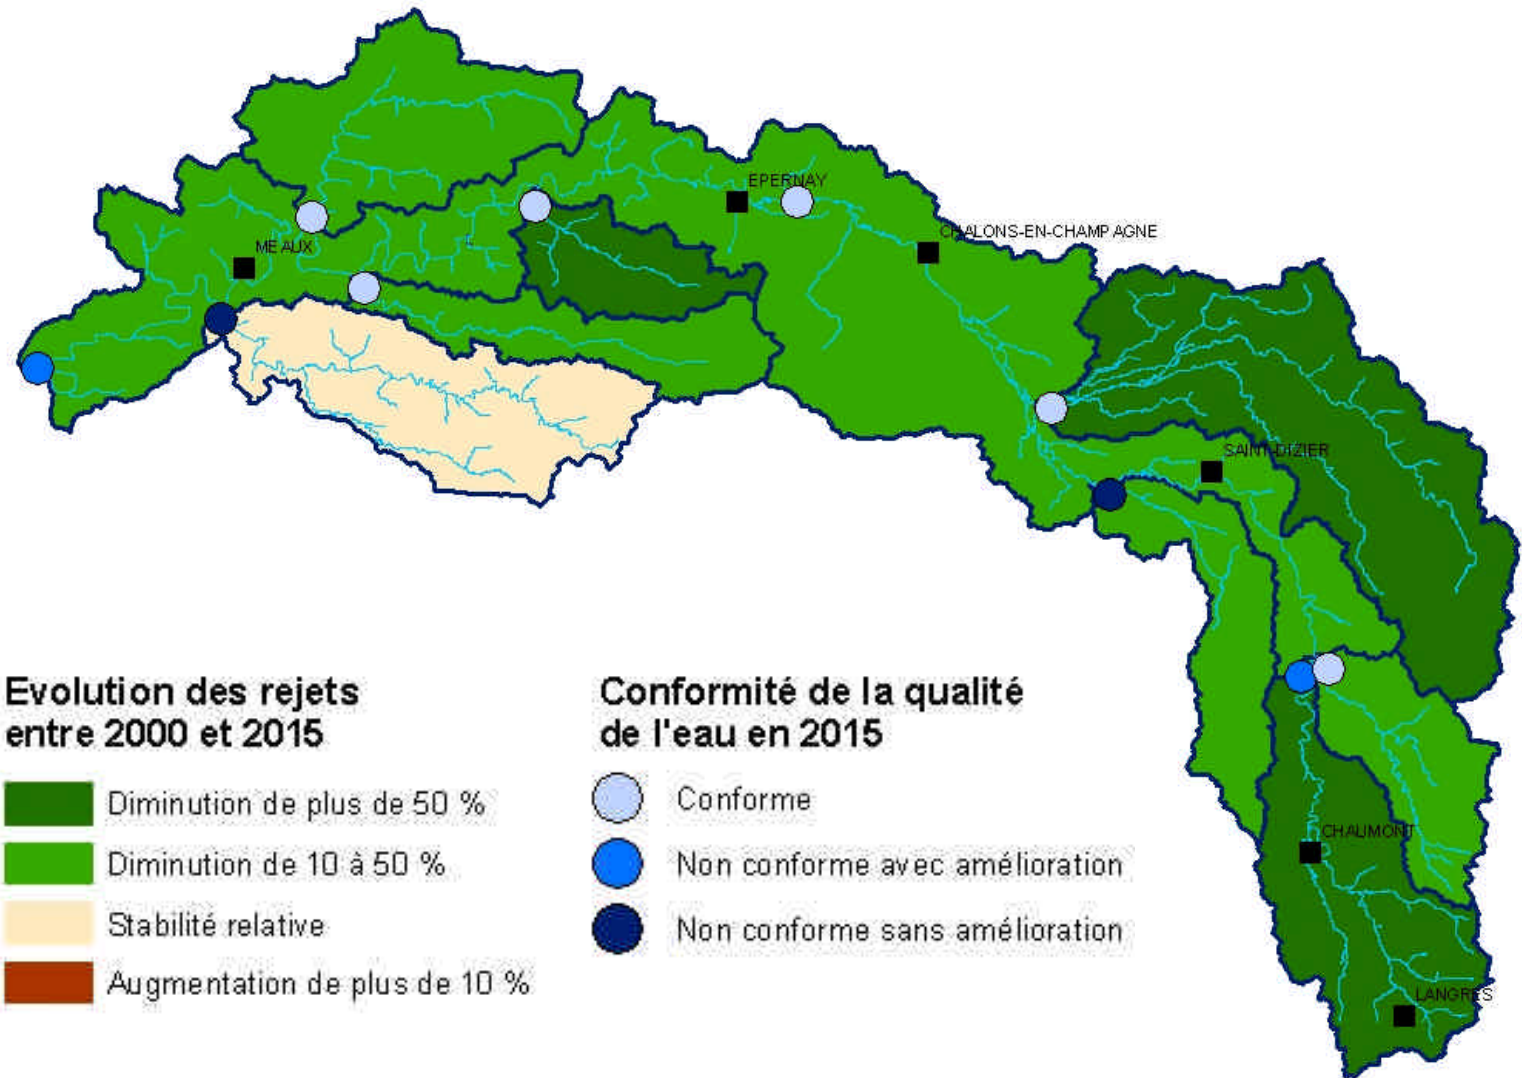 EPERNAY
CHALONS-EN-CHAMPAGNE
MEAUX
SAINT-DIZIER
Evolution des rejets
entre 2000 et 2015
Diminution de plus de 50 %
Diminution de 10 à 50 %
Stabilité relative
Augmentation de plus de 10 %
Conformité de la qualité
de l'eau en 2015
Conforme
Non conforme avec amélioration
Non conforme sans amélioration
CHAUMONT
LANGRES